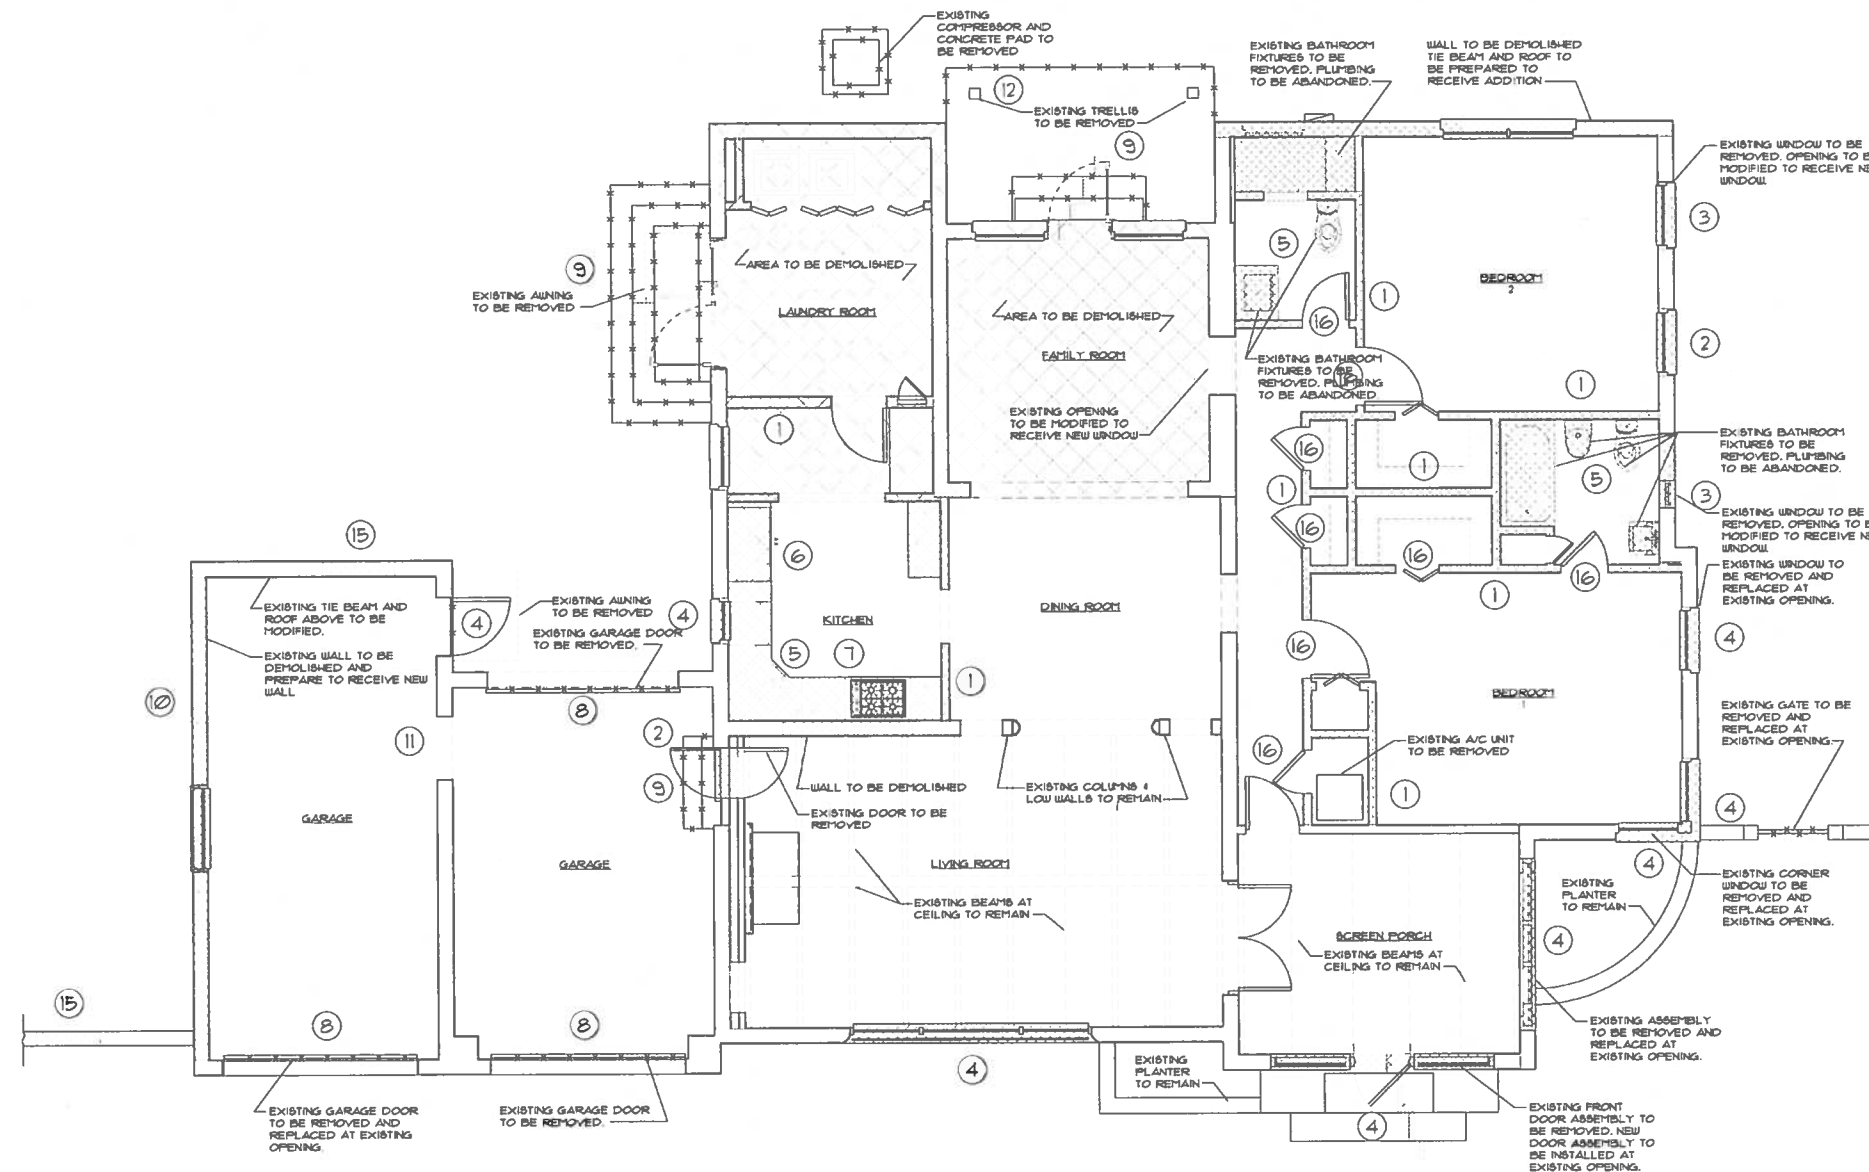 EXISTING
COMPRESSOR AND
CONCRETE PAD TO
BE REMOVED
EXISTING BATHROOM
FIXTURES TO BE
REMOVED. PLUMBING
TO BE ABANDONED.
WALL TO BE DEMOLISHED
TIE BEAM AND ROOF TO
BE PREPARED TO
RECEIVE ADDITION
12
EXISTING TRELLIS
TO BE REMOVED
9
EXISTING WINDOW TO BE
REMOVED. OPENING TO
MODIFIED TO RECEIVE
WINDOW
3
5
9
EXISTING AWNING
TO BE REMOVED
AREA TO BE DEMOLISHED
LAUNDRY ROOM
AREA TO BE DEMOLISHED
FAMILY ROOM
BEDROOM
2
1
16
2
EXISTING BATHROOM
FIXTURES TO BE
REMOVED. PLUMBING
TO BE ABANDONED
16
1
EXISTING OPENING
TO BE MODIFIED TO
RECEIVE NEW WINDOW
1
16
1
1
EXISTING BATHROOM
FIXTURES TO BE
REMOVED. PLUMBING
TO BE ABANDONED.
5
3
EXISTING WINDOW TO BE
REMOVED. OPENING TO
MODIFIED TO RECEIVE
WINDOW
16
16
16
1
EXISTING WINDOW TO
BE REMOVED AND
REPLACED AT
EXISTING OPENING.
4
15
6
EXISTING TIE BEAM AND
ROOF ABOVE TO BE
MODIFIED.
4
EXISTING AWNING
TO BE REMOVED
4
EXISTING GARAGE DOOR
TO BE REMOVED.
KITCHEN
DINING ROOM
5
7
16
EXISTING WALL TO BE
DEMOLISHED AND
PREPARE TO RECEIVE NEW
WALL
10
8
1
BEDROOM
1
EXISTING GATE TO BE
REMOVED AND
REPLACED AT
EXISTING OPENING.
11
2
16
EXISTING A/C UNIT
TO BE REMOVED
9
WALL TO BE DEMOLISHED
EXISTING COLUMNS &
LOW WALLS TO REMAIN
1
4
GARAGE
EXISTING DOOR TO BE
REMOVED
GARAGE
LIVING ROOM
4
EXISTING CORNER
WINDOW TO BE
REMOVED AND
REPLACED AT
EXISTING OPENING.
EXISTING
PLANTER
TO REMAIN
EXISTING BEAMS AT
CEILING TO REMAIN
SCREEN PORCH
EXISTING BEAMS AT
CEILING TO REMAIN
4
15
8
8
EXISTING ASSEMBLY
TO BE REMOVED AND
REPLACED AT
EXISTING OPENING.
4
EXISTING
PLANTER
TO REMAIN
EXISTING GARAGE DOOR
TO BE REMOVED AND
REPLACED AT EXISTING
OPENING
EXISTING GARAGE DOOR
TO BE REMOVED.
4
EXISTING FRONT
DOOR ASSEMBLY TO
BE REMOVED. NEW
DOOR ASSEMBLY TO
BE INSTALLED AT
EXISTING OPENING.